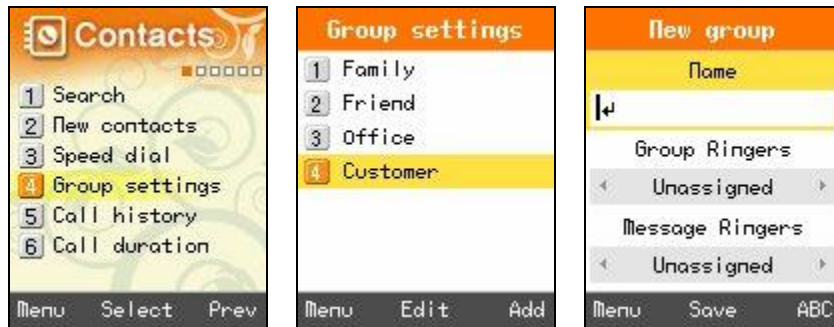 Contacts
1 Search
2 New contacts
3 Speed dial
4 Group settings
5 Call history
6 Call duration
Menu Select Prev
Group settings
1 Family
2 Friend
3 Office
4 Customer
Menu Edit Add
New group
Name
Group Ringers
Unassigned
Message Ringers
Unassigned
Menu Save ABC